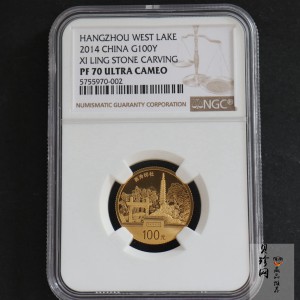 HANGZHOU WEST LAKE
2014 CHINA G100Y
XI LING STONE CARVING
PF 70 ULTRA CAMEO
5755970-002
NUMISMATIC GUARANTY CORPORATION
NGC
100元